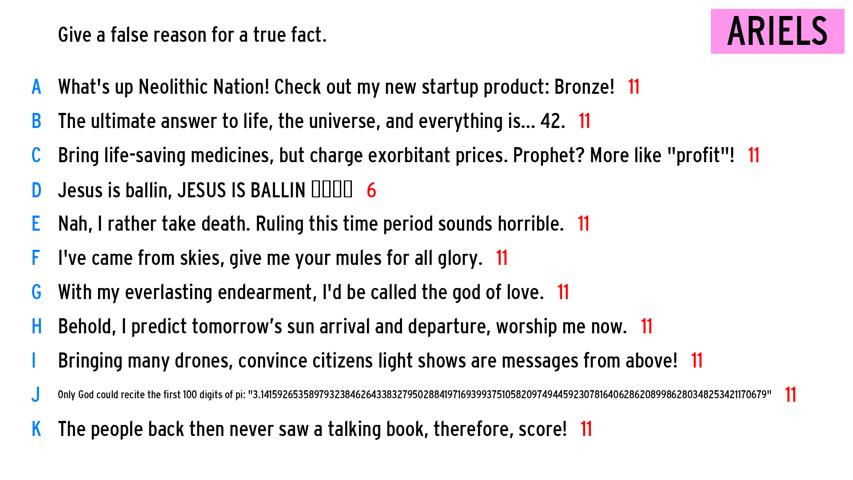 Give a false reason for a true fact.
ARIELS
A What's up Neolithic Nation! Check out my new startup product: Bronze! 11
B The ultimate answer to life, the universe, and everything is... 42. 11
C Bring life-saving medicines, but charge exorbitant prices. Prophet? More like "profit"! 11
D Jesus is ballin, JESUS IS BALLIN ▯▯▯▯ 6
E Nah, I rather take death. Ruling this time period sounds horrible. 11
F I've came from skies, give me your mules for all glory. 11
G With my everlasting endearment, I'd be called the god of love. 11
H Behold, I predict tomorrow’s sun arrival and departure, worship me now. 11
I Bringing many drones, convince citizens light shows are messages from above! 11
J Only God could recite the first 100 digits of pi: "3.1415926535897932384626433832795028841971693993751058209749445923078164062862089986280348253421170679" 11
K The people back then never saw a talking book, therefore, score! 11